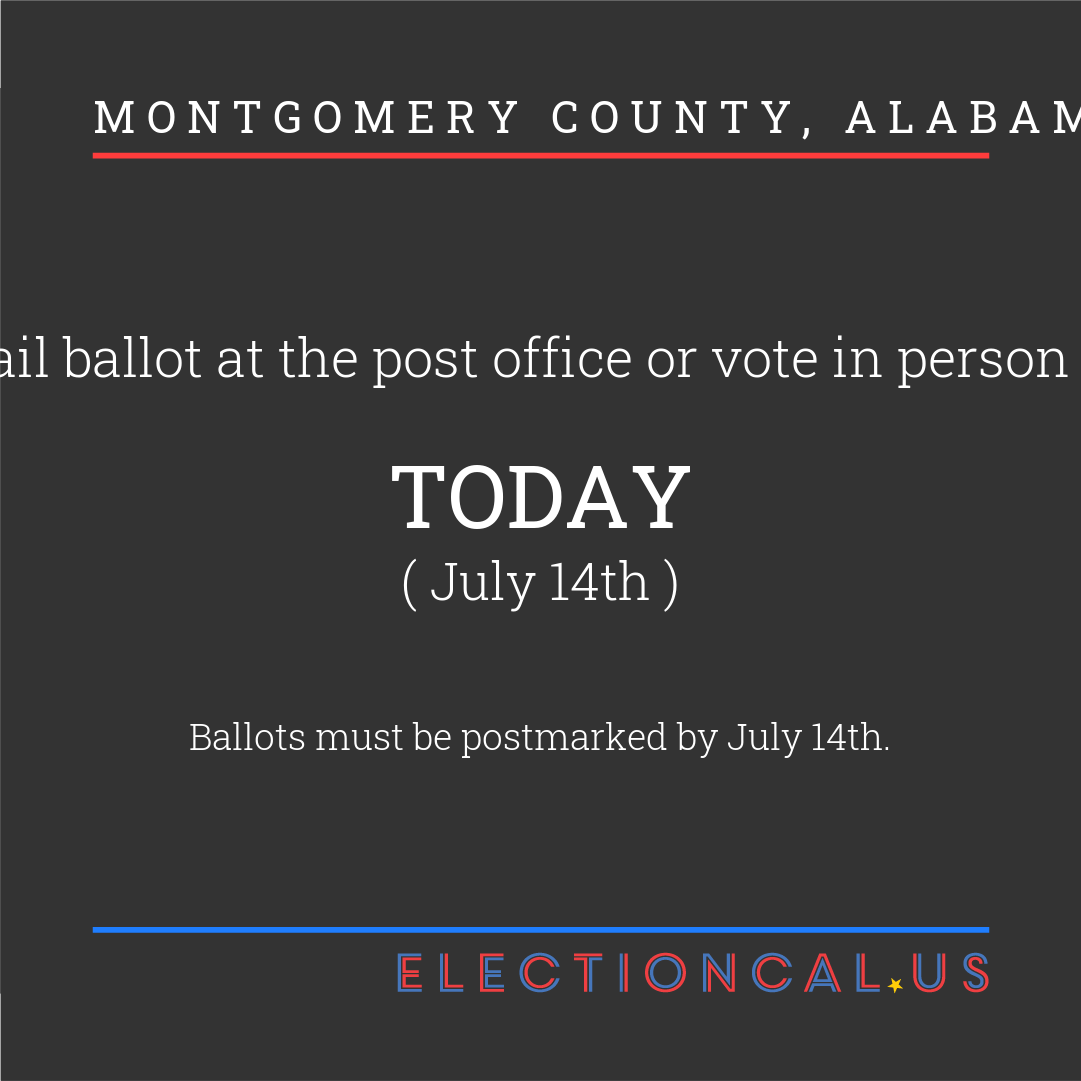 MONTGOMERY COUNTY, ALABAM
ail ballot at the post office or vote in person
TODAY
( July 14th )
Ballots must be postmarked by July 14th.
ELECTIONCAL.US